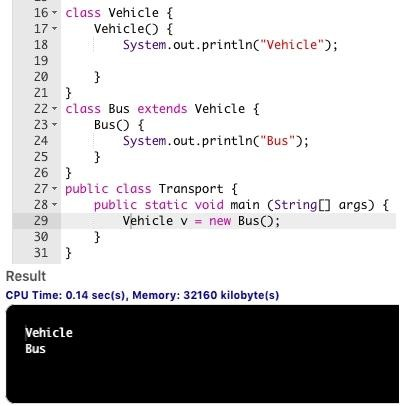 16 class Vehicle {
17 Vehicle() {
18 System.out.println("Vehicle");
19
20 }
21 }
22 class Bus extends Vehicle {
23 Bus() {
24 System.out.println("Bus");
25 }
26 }
27 public class Transport {
28 public static void main (String[] args) {
29 Vehicle v = new Bus();
30 }
31 }
Result
CPU Time: 0.14 sec(s), Memory: 32160 kilobyte(s)
Vehicle
Bus